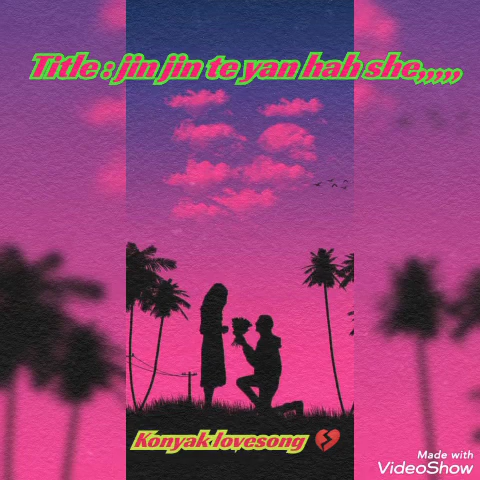 Title : jin jin te yan hah she,,,,,
Konyak lovesong 💔
Made with
VideoShow